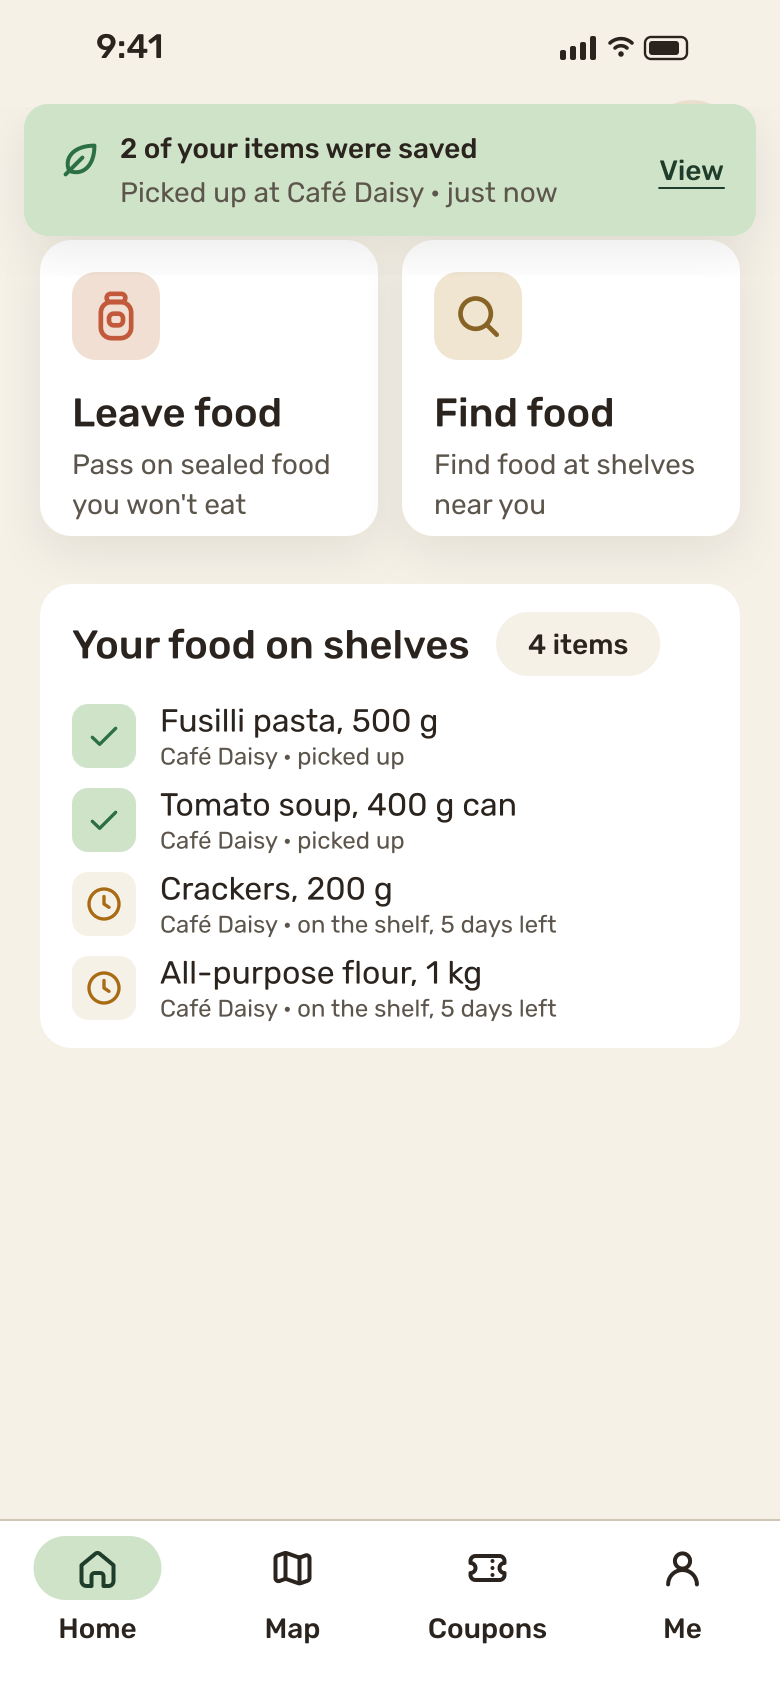 9:41
2 of your items were saved
Picked up at Café Daisy • just now
View
Leave food
Pass on sealed food
you won't eat
Find food
Find food at shelves
near you
Your food on shelves
4 items
Fusilli pasta, 500 g
Café Daisy • picked up
Tomato soup, 400 g can
Café Daisy • picked up
Crackers, 200 g
Café Daisy • on the shelf, 5 days left
All-purpose flour, 1 kg
Café Daisy • on the shelf, 5 days left
Home
Map
Coupons
Me